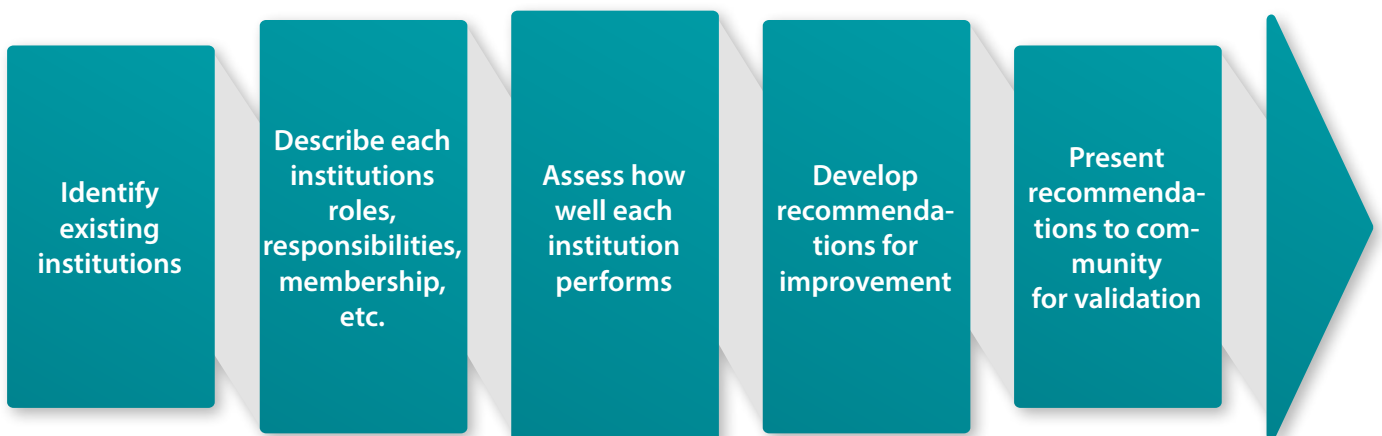 Identify
existing
institutions
Describe each
institutions
roles,
responsibilities,
membership,
etc.
Assess how
well each
institution
performs
Develop
recommenda-
tions for
improvement
Present
recommenda-
tions to com-
munity
for validation